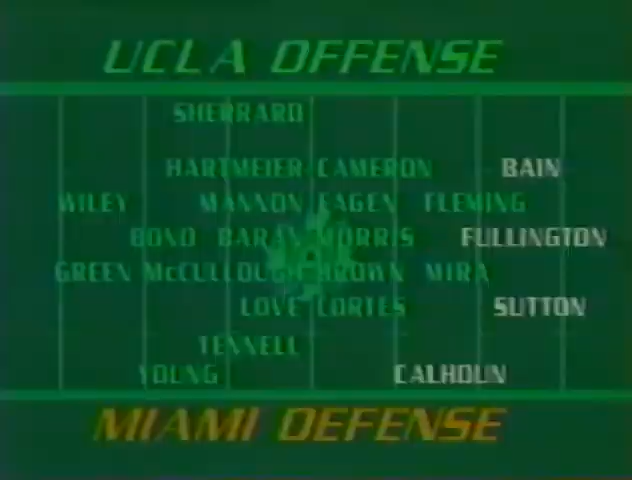 UCLA OFFENSE
SHERRARD
HARTMEIER CAMERON BAIN
WILEY MANNON EAGEN FLEMING
BOND BARAN MORRIS FULLINGTON
GREEN McCULLOUGH BROWN MIRA
LOVE CORTES SUTTON
TENNELL
YOUNG CALHOUN
MIAMI DEFENSE